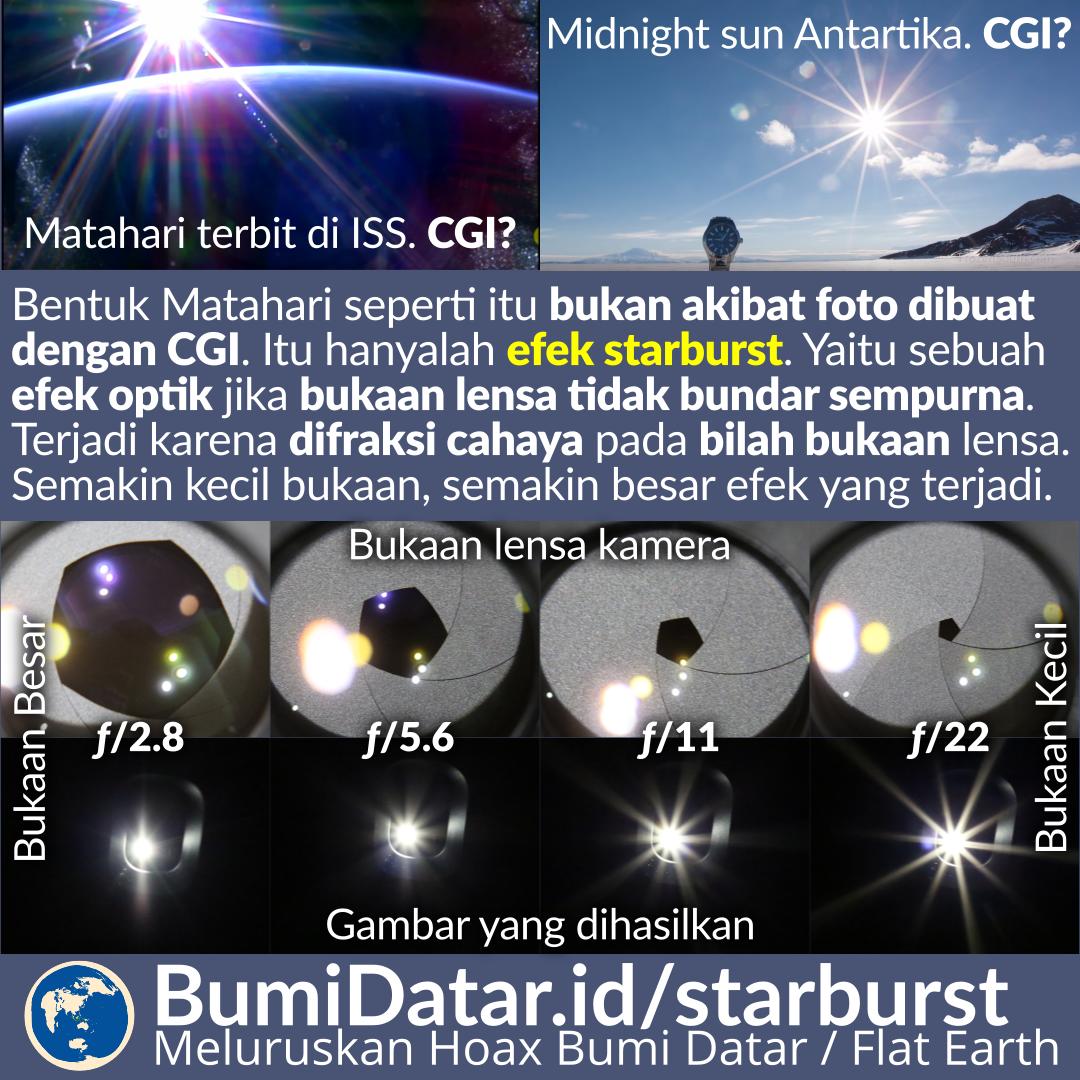 Midnight sun Antartika. CGI?
Matahari terbit di ISS. CGI?
Bentuk Matahari seperti itu bukan akibat foto dibuat
dengan CGI. Itu hanyalah efek starburst. Yaitu sebuah
efek optik jika bukaan lensa tidak bundar sempurna.
Terjadi karena difraksi cahaya pada bilah bukaan lensa.
Semakin kecil bukaan, semakin besar efek yang terjadi.
Bukaan lensa kamera
Bukaan Besar
Bukaan Kecil
f/2.8
f/5.6
f/11
f/22
Gambar yang dihasilkan
BumiDatar.id/starburst
Meluruskan Hoax Bumi Datar / Flat Earth